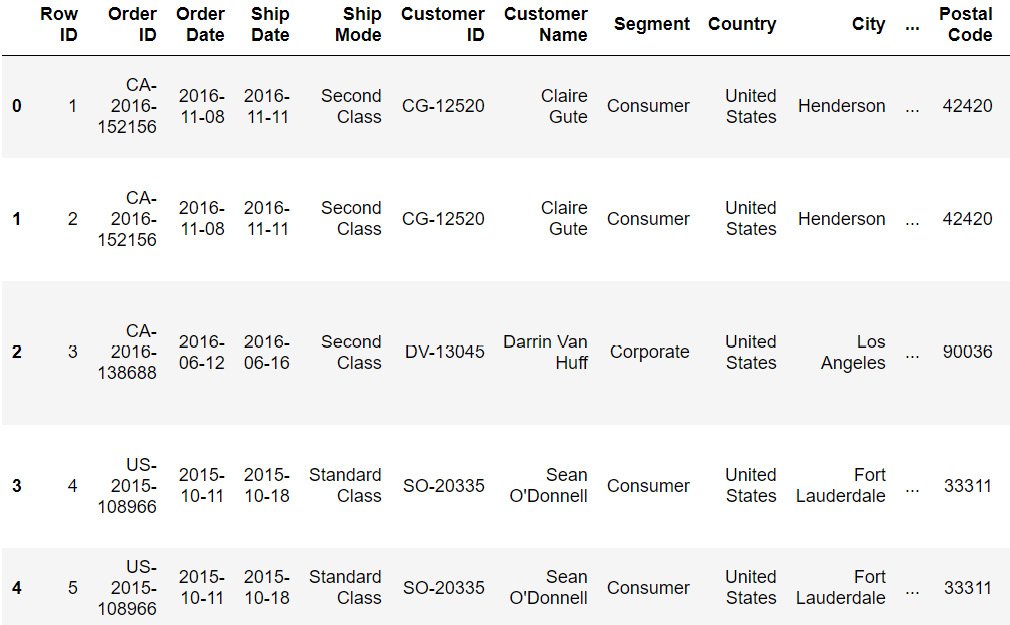 Row ID Order ID Order Date Ship Date Ship Mode Customer ID Customer Name Segment Country City ... Postal Code
0 1 CA-2016-152156 2016-11-08 2016-11-11 Second Class CG-12520 Claire Gute Consumer United States Henderson ... 42420
1 2 CA-2016-152156 2016-11-08 2016-11-11 Second Class CG-12520 Claire Gute Consumer United States Henderson ... 42420
2 3 CA-2016-138688 2016-06-12 2016-06-16 Second Class DV-13045 Darrin Van Huff Corporate United States Los Angeles ... 90036
3 4 US-2015-108966 2015-10-11 2015-10-18 Standard Class SO-20335 Sean O'Donnell Consumer United States Fort Lauderdale ... 33311
4 5 US-2015-108966 2015-10-11 2015-10-18 Standard Class SO-20335 Sean O'Donnell Consumer United States Fort Lauderdale ... 33311